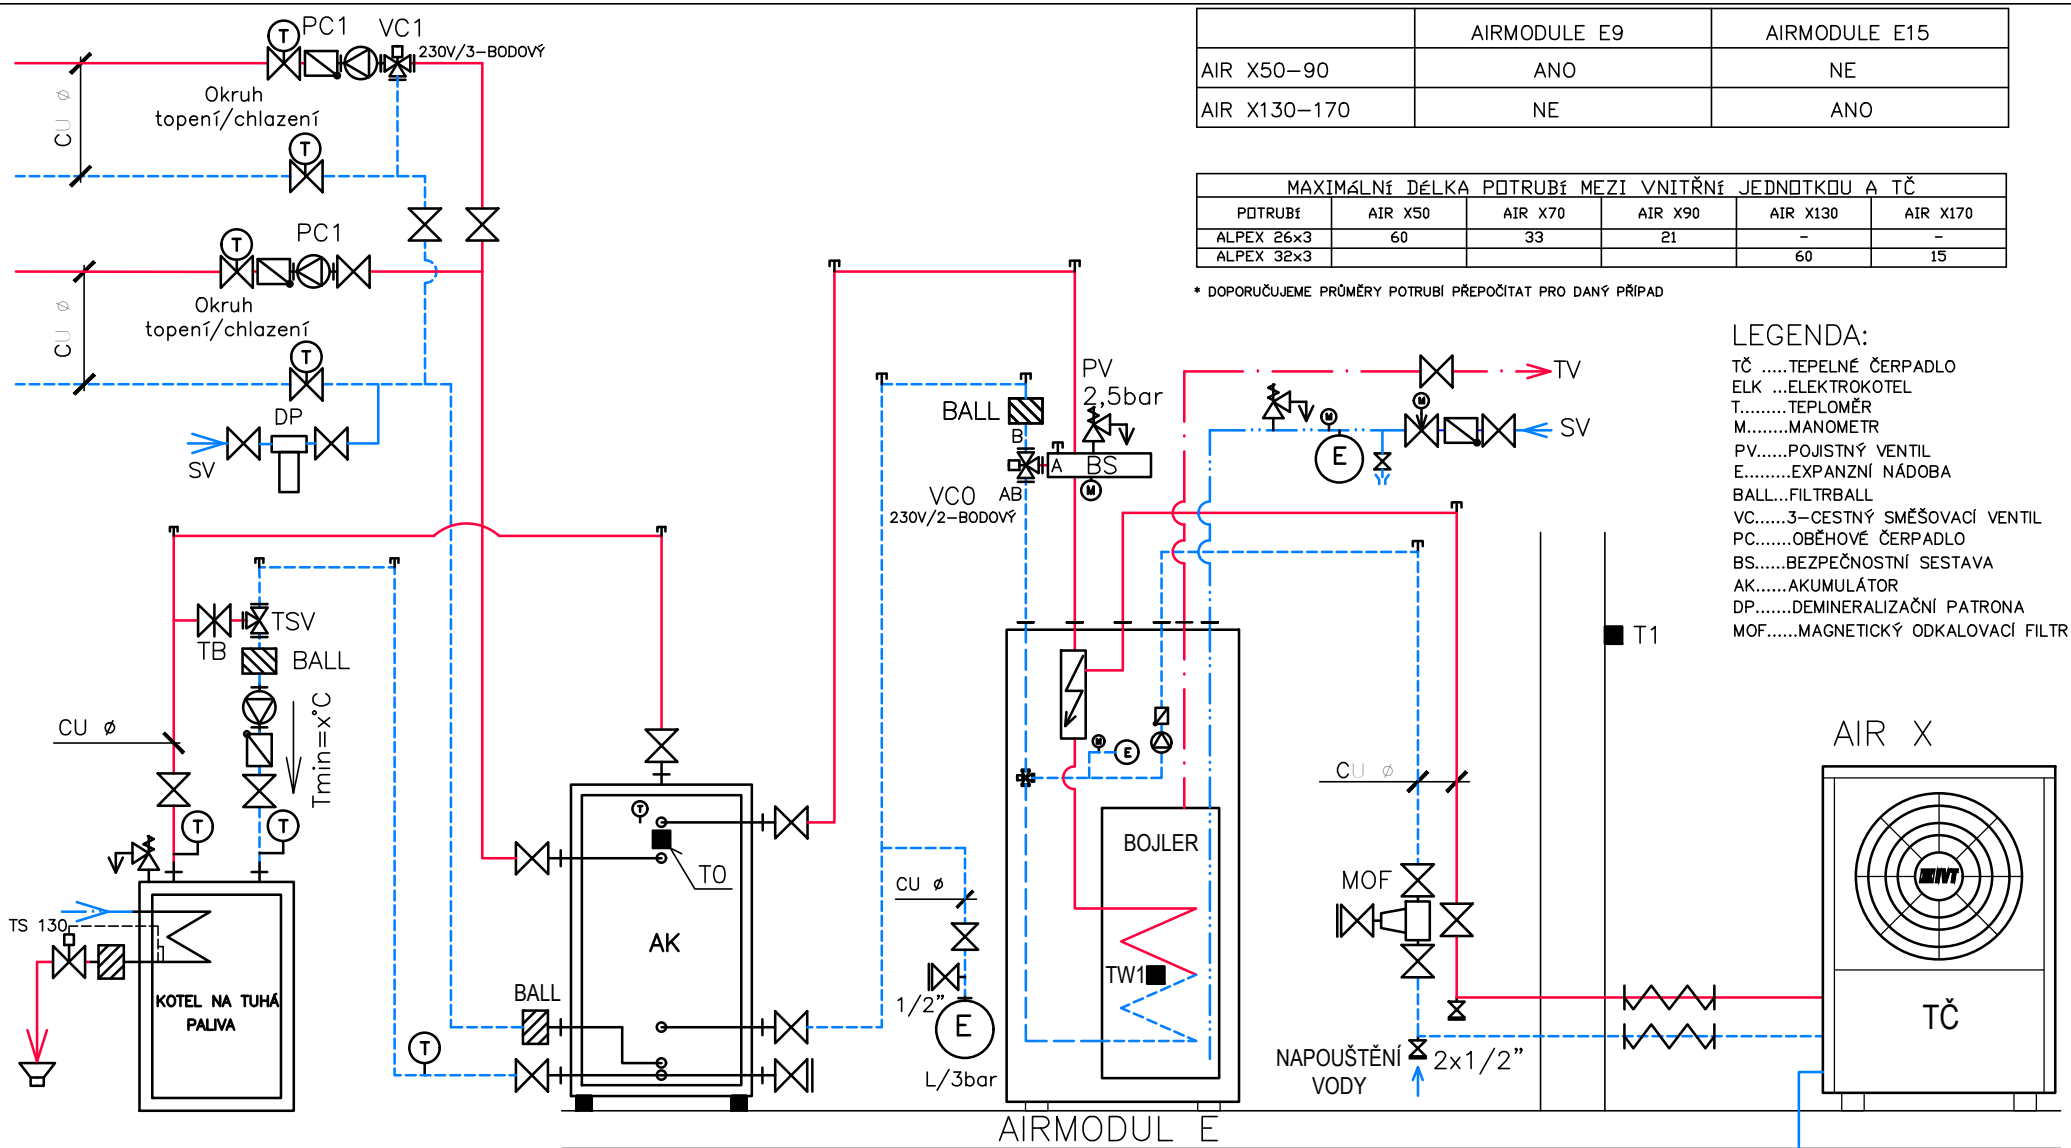 PC1
VC1
230V/3-BODOVÝ
T
CU ø
Okruh
topení/chlazení
T
PC1
T
CU ø
Okruh
topení/chlazení
T
DP
SV
AIRMODULE E9 AIRMODULE E15
AIR X50-90 ANO NE
AIR X130-170 NE ANO
MAXIMáLNí DéLKA POTRUBí MEZI VNITŘNí JEDNOTKOU A TČ
POTRUBí AIR X50 AIR X70 AIR X90 AIR X130 AIR X170
ALPEX 26x3 60 33 21 - -
ALPEX 32x3 60 15
* DOPORUČUJEME PRŮMĚRY POTRUBÍ PŘEPOČÍTAT PRO DANÝ PŘÍPAD
LEGENDA:
TČ .....TEPELNÉ ČERPADLO
ELK ...ELEKTROKOTEL
T.........TEPLOMĚR
M........MANOMETR
PV......POJISTNÝ VENTIL
E.........EXPANZNÍ NÁDOBA
BALL...FILTRBALL
VC......3-CESTNÝ SMĚŠOVACÍ VENTIL
PC.......OBĚHOVÉ ČERPADLO
BS......BEZPEČNOSTNÍ SESTAVA
AK......AKUMULÁTOR
DP.......DEMINERALIZAČNÍ PATRONA
MOF......MAGNETICKÝ ODKALOVACÍ FILTR
PV
2,5bar
BALL
B
A
BS
M
AB
VC0
230V/2-BODOVÝ
TV
M
M
SV
E
T1
TSV
TB
BALL
CU ø
Tmin=x°C
T
T
TS 130
KOTEL NA TUHÁ
PALIVA
T
T0
AK
BALL
T
CU ø
1/2"
E
L/3bar
M
E
BOJLER
TW1
AIRMODUL E
CU ø
MOF
NAPOUŠTĚNÍ
VODY
2x1/2"
AIR X
IVT
TČ